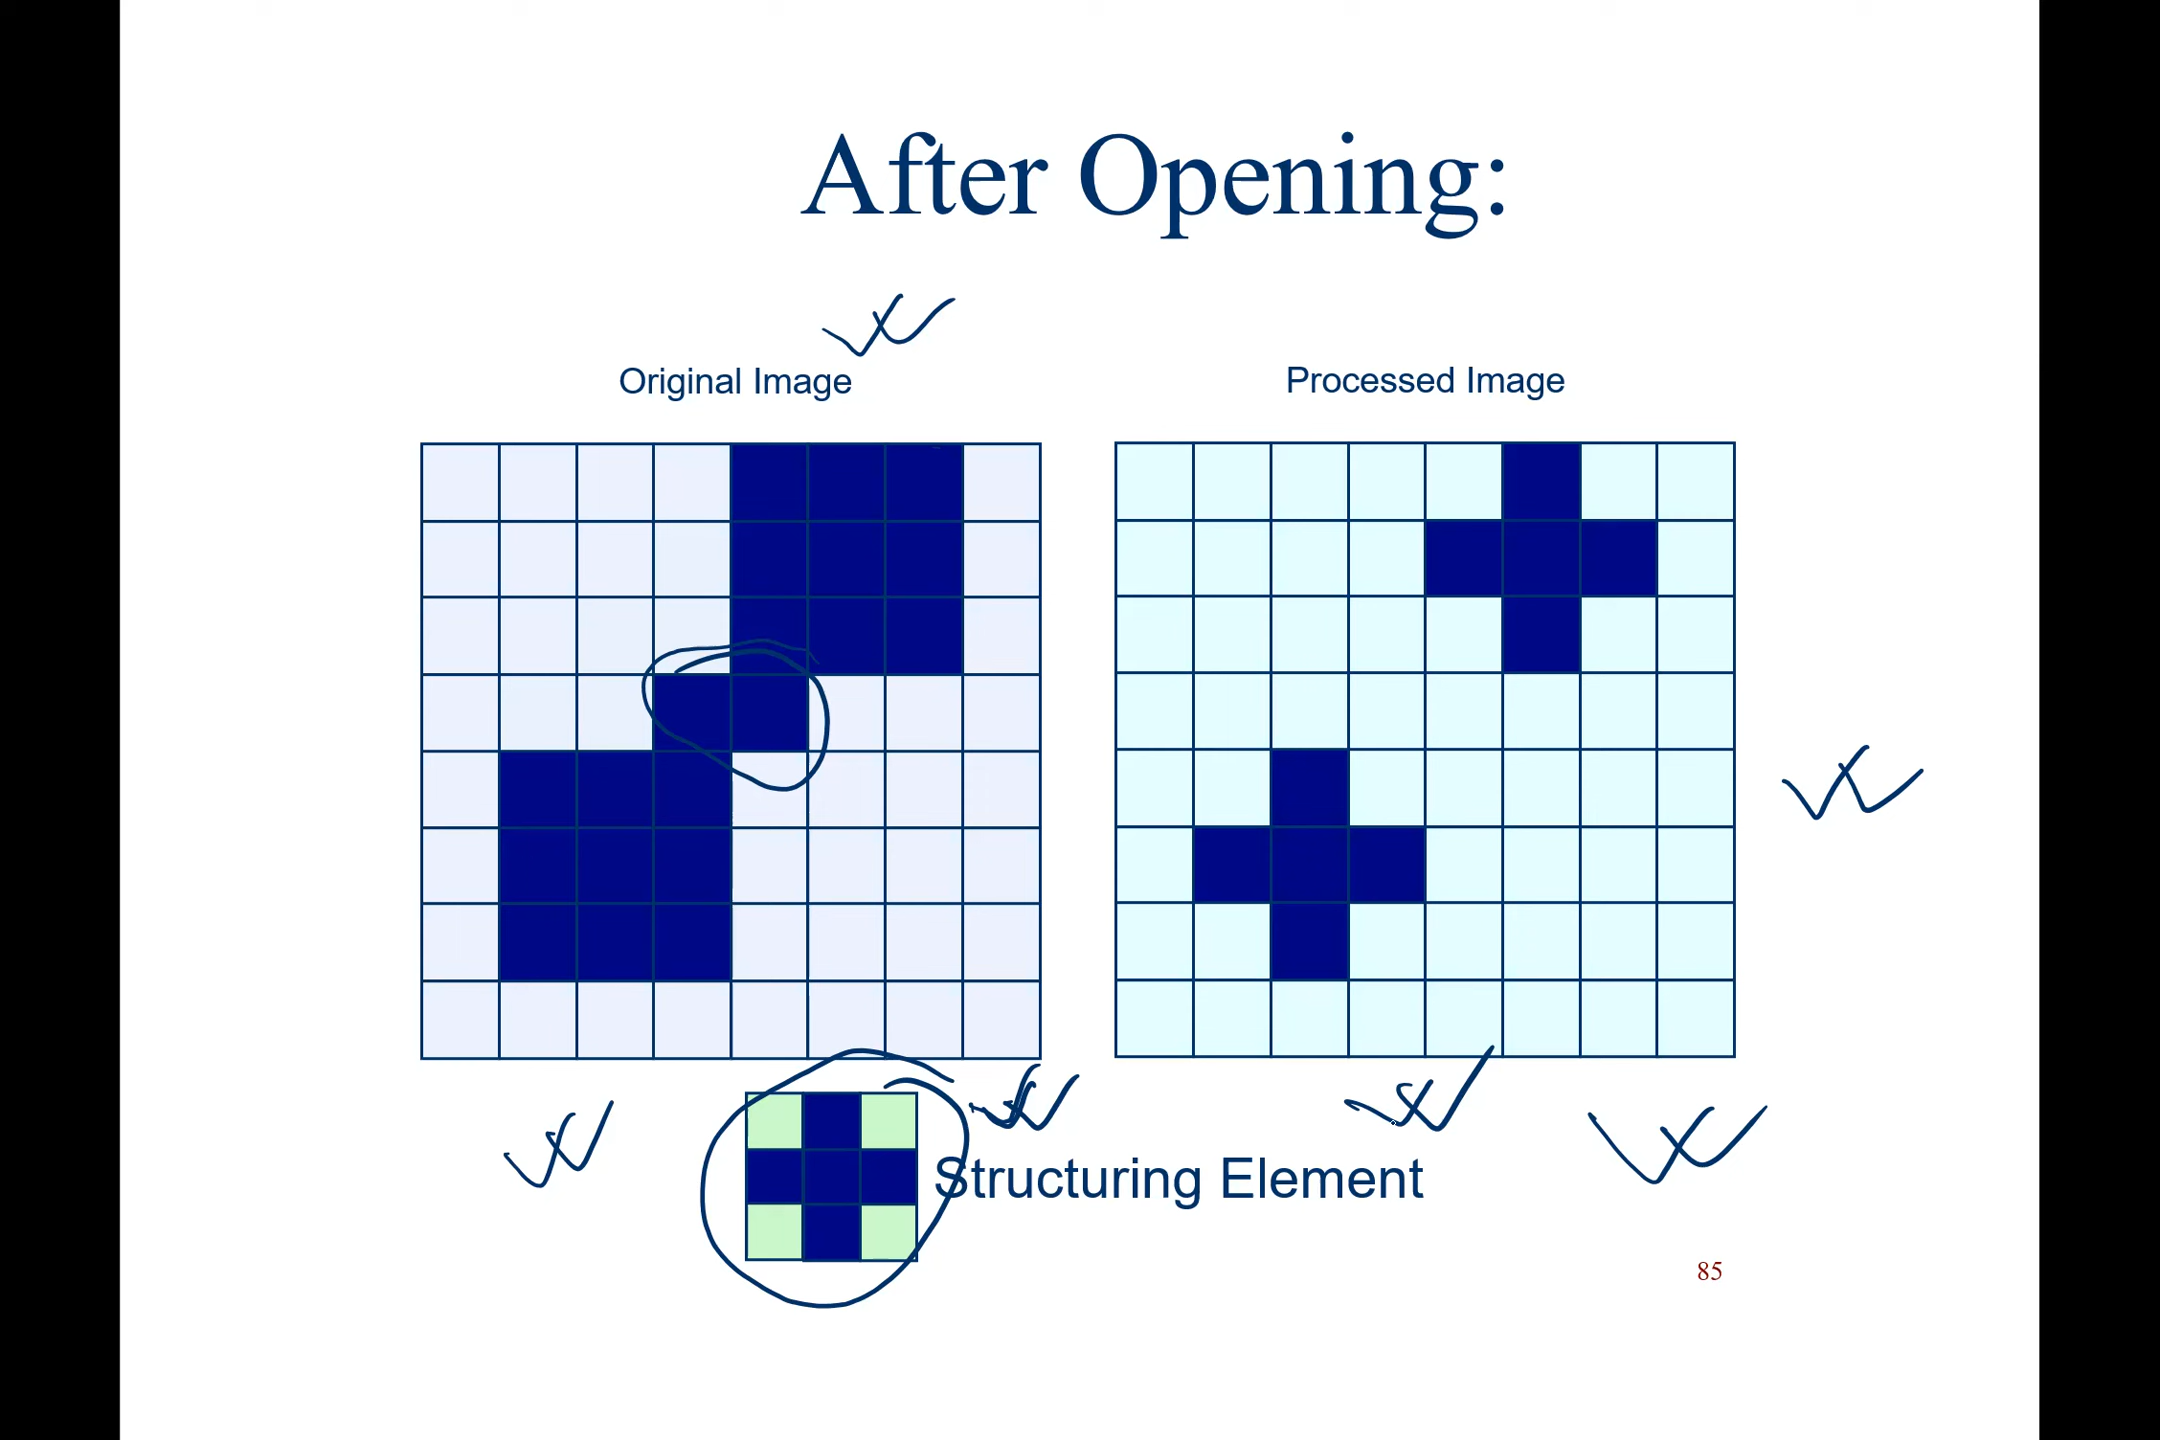 After Opening:
Original Image
Processed Image
Structuring Element
85